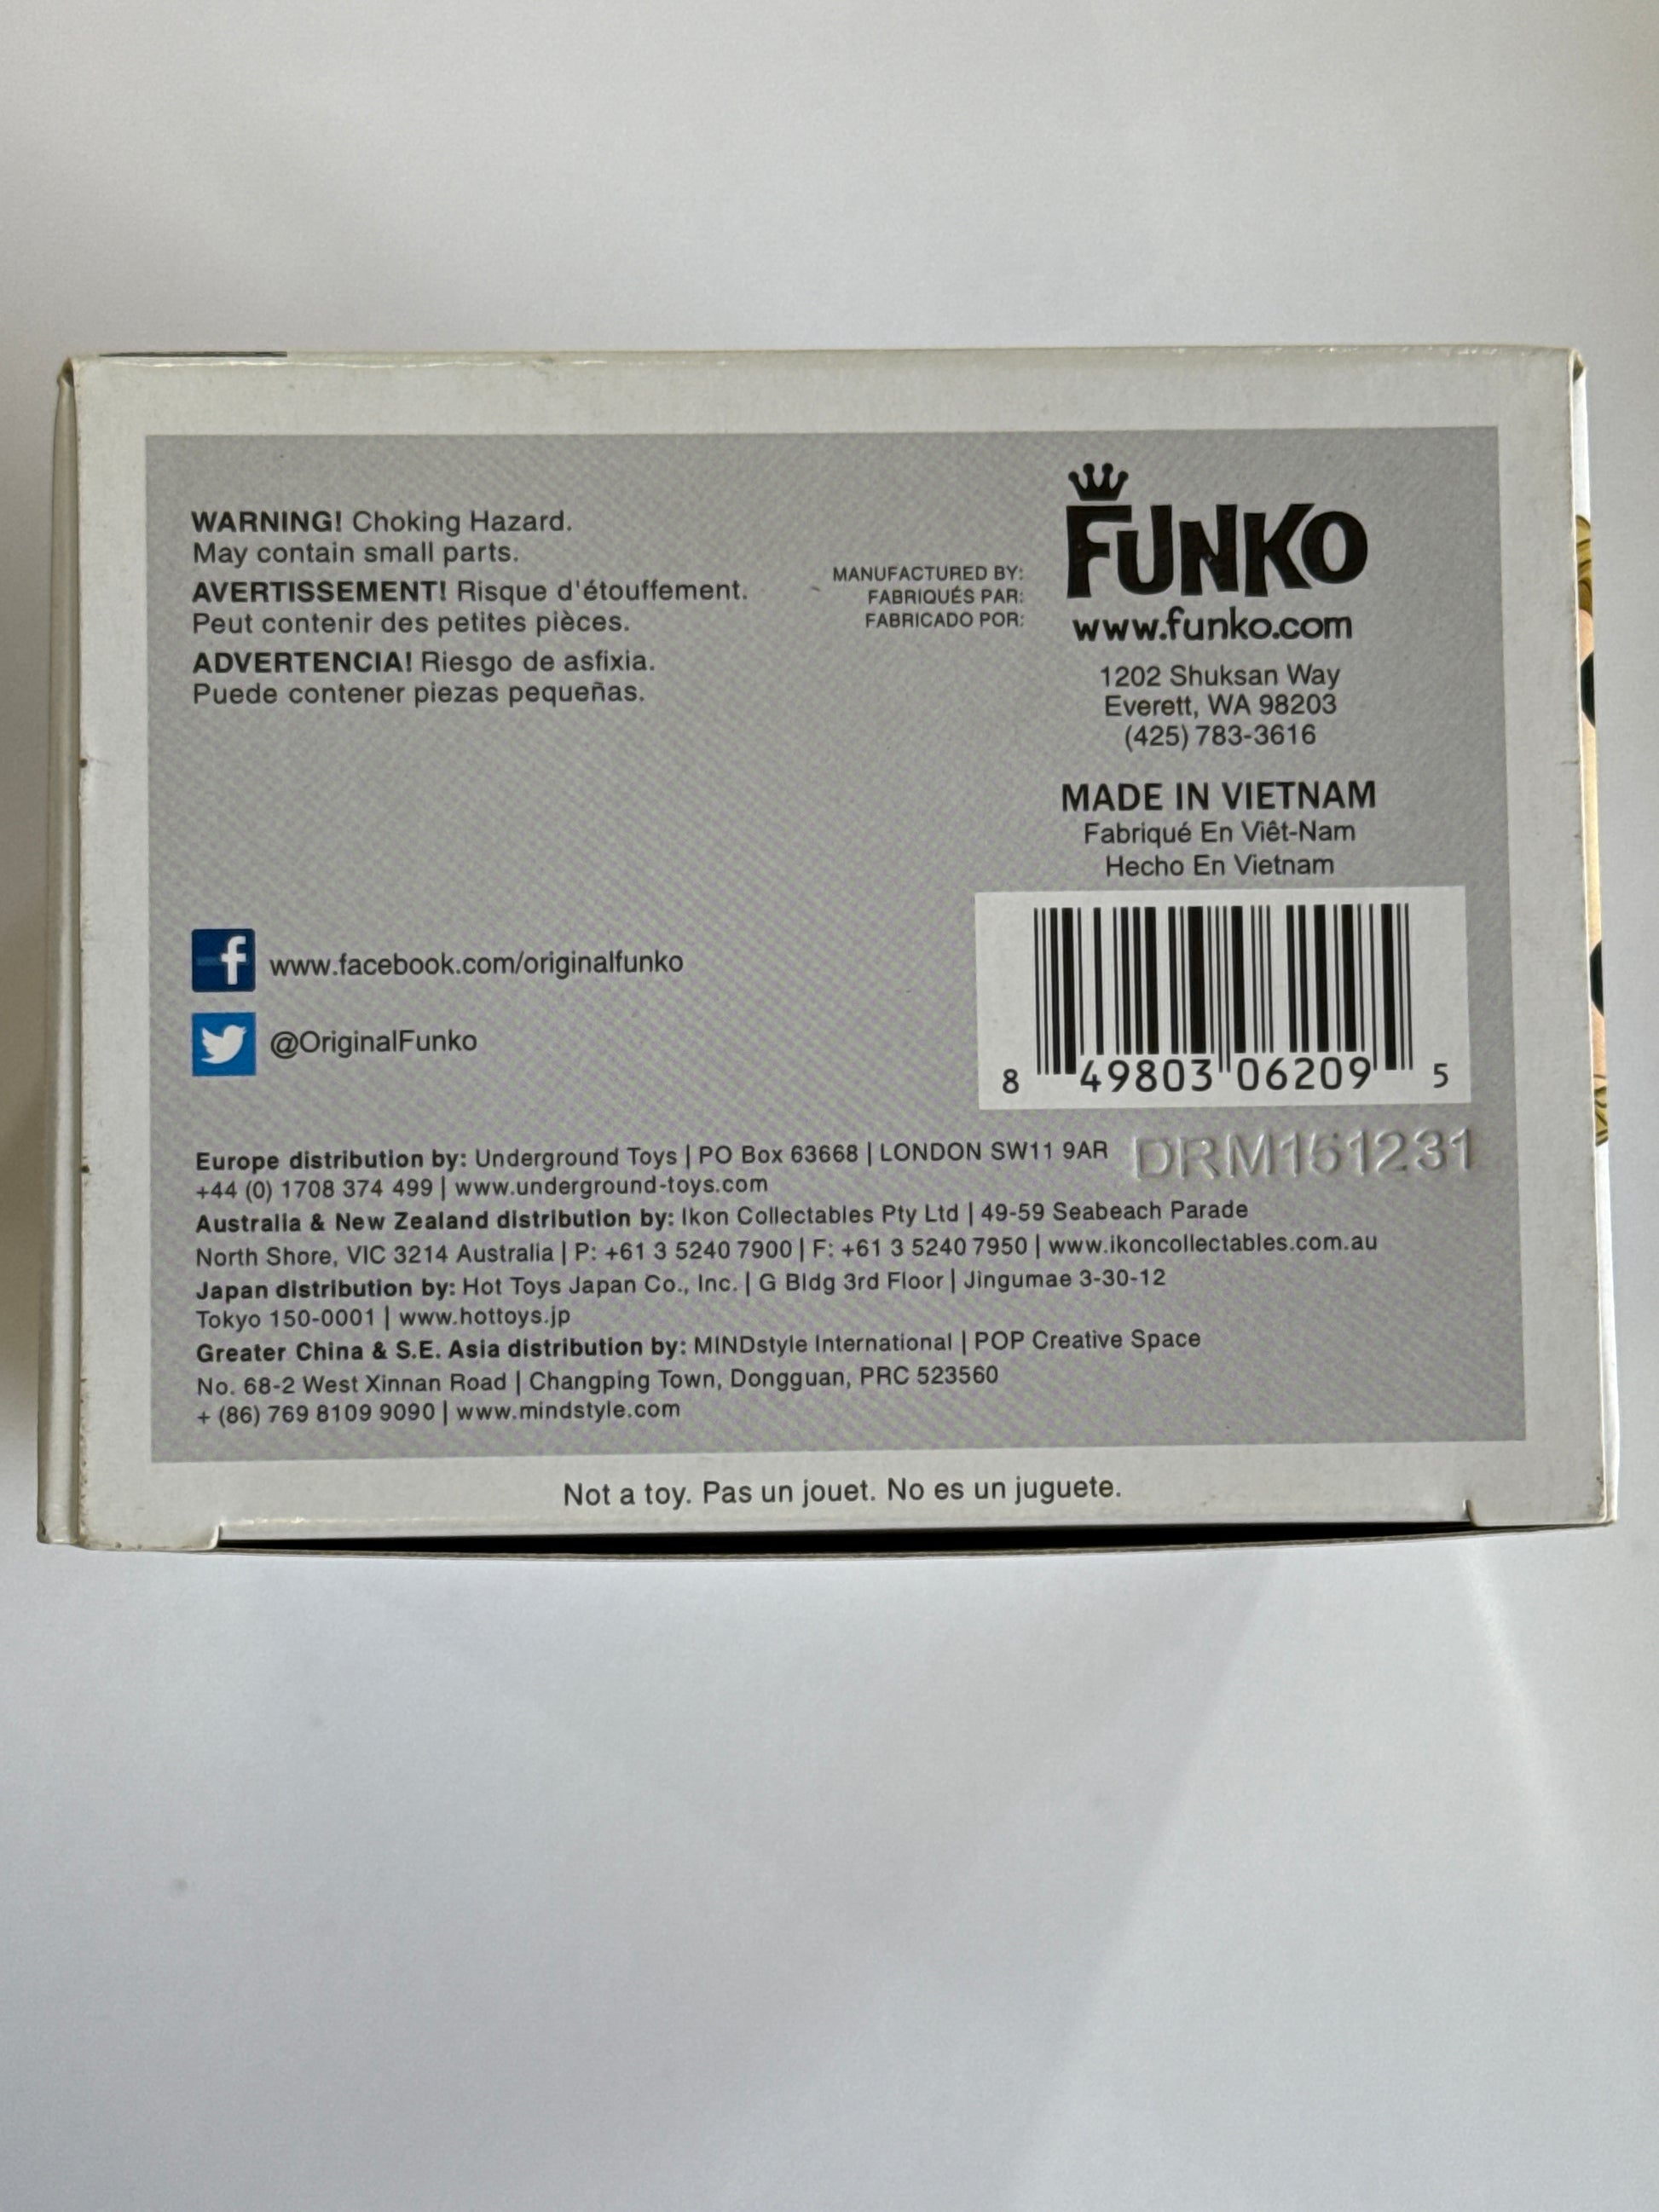 WARNING! Choking Hazard.
May contain small parts.
AVERTISSEMENT! Risque d'étouffement.
Peut contenir des petites pièces.
ADVERTENCIA! Riesgo de asfixia.
Puede contener piezas pequeñas.
MANUFACTURED BY:
FABRIQUÉS PAR:
FABRICADO POR:
FUNKO
www.funko.com
1202 Shuksan Way
Everett, WA 98203
(425) 783-3616
MADE IN VIETNAM
Fabriqué En Viêt-Nam
Hecho En Vietnam
www.facebook.com/originalfunko
@OriginalFunko
8 49803 06209 5
DRM151231
Europe distribution by: Underground Toys | PO Box 63668 | LONDON SW11 9AR
+44 (0) 1708 374 499 | www.underground-toys.com
Australia & New Zealand distribution by: Ikon Collectables Pty Ltd | 49-59 Seabeach Parade
North Shore, VIC 3214 Australia | P: +61 3 5240 7900 | F: +61 3 5240 7950 | www.ikoncollectables.com.au
Japan distribution by: Hot Toys Japan Co., Inc. | G Bldg 3rd Floor | Jingumae 3-30-12
Tokyo 150-0001 | www.hottoys.jp
Greater China & S.E. Asia distribution by: MINDstyle International | POP Creative Space
No. 68-2 West Xinnan Road | Changping Town, Dongguan, PRC 523560
+ (86) 769 8109 9090 | www.mindstyle.com
Not a toy. Pas un jouet. No es un juguete.